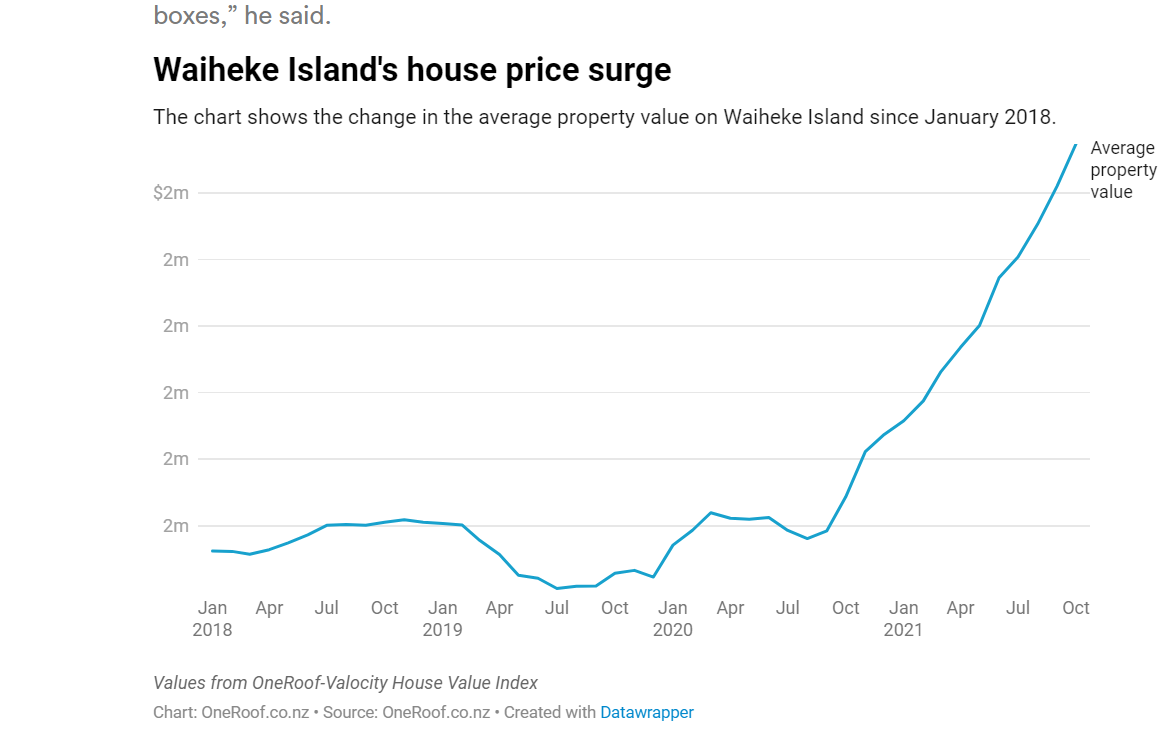 boxes,” he said.
Waiheke Island's house price surge
The chart shows the change in the average property value on Waiheke Island since January 2018.
Average
property
value
$2m
2m
2m
2m
2m
2m
Jan Apr Jul Oct Jan Apr Jul Oct Jan Apr Jul Oct Jan Apr Jul Oct
2018 2019 2020 2021
Values from OneRoof-Valocity House Value Index
Chart: OneRoof.co.nz • Source: OneRoof.co.nz • Created with Datawrapper